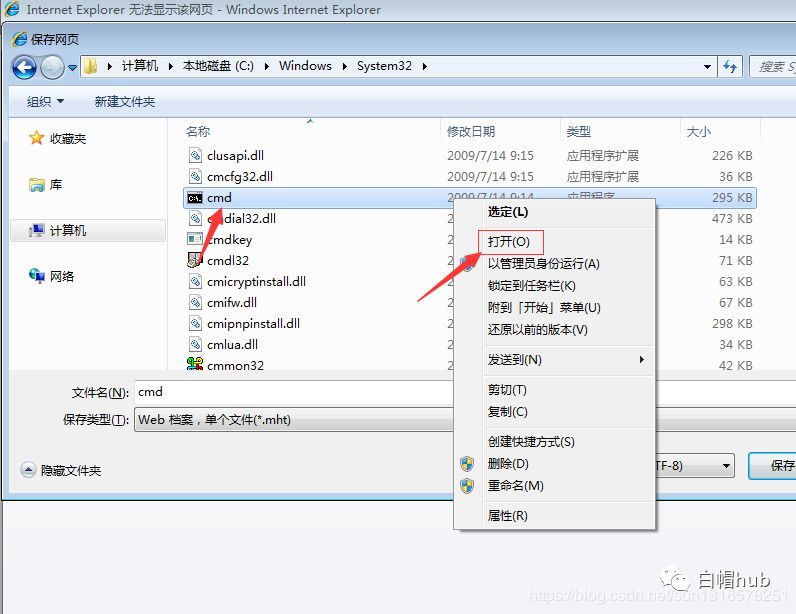 Internet Explorer 无法显示该网页 - Windows Internet Explorer
保存网页
计算机 本地磁盘 (C:) Windows System32 搜索
组织 新建文件夹
名称 修改日期 类型 大小
收藏夹
库
计算机
网络
clusapi.dll 2009/7/14 9:15 应用程序扩展 226 KB
cmcfg32.dll 2009/7/14 9:15 应用程序扩展 36 KB
cmd 2009/7/14 9:14 应用程序 295 KB
cmdial32.dll 473 KB
cmdkey 14 KB
cmdl32 71 KB
cmicryptinstall.dll 63 KB
cmifw.dll 67 KB
cmipnpinstall.dll 298 KB
cmlua.dll 34 KB
cmmon32 42 KB
选定(L)
打开(O)
以管理员身份运行(A)
锁定到任务栏(K)
附到「开始」菜单(U)
还原以前的版本(V)
发送到(N)
剪切(T)
复制(C)
创建快捷方式(S)
删除(D)
重命名(M)
属性(R)
文件名(N): cmd
保存类型(T): Web 档案，单个文件(*.mht)
隐藏文件夹 TF-8) 保存
白帽hub
https://blog.csdn.net/sun1318578251